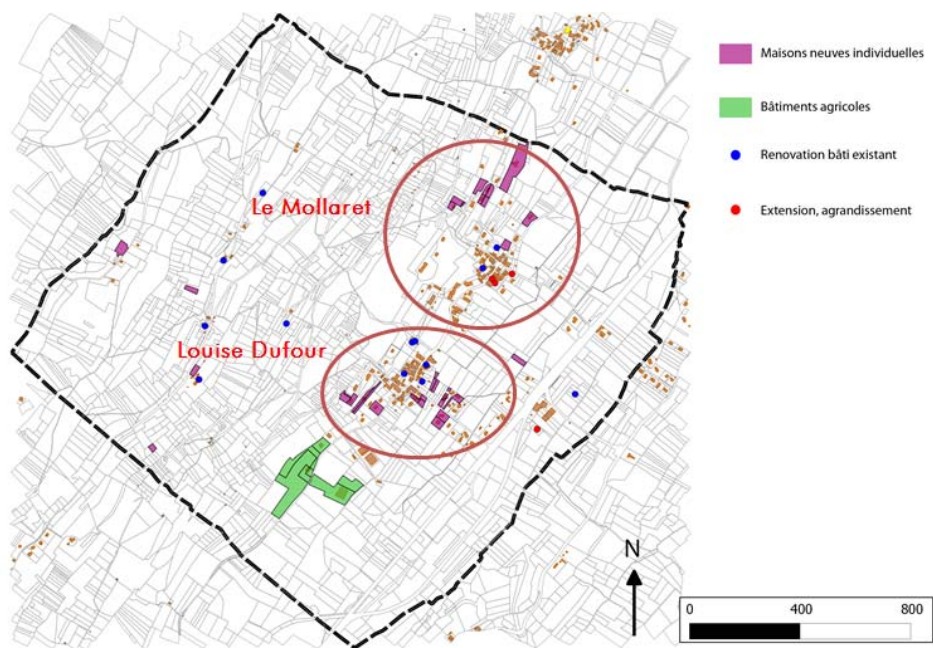 Maisons neuves individuelles
Bâtiments agricoles
Renovation bâti existant
Extension, agrandissement
Le Mollaret
Louise Dufour
N
0 400 800